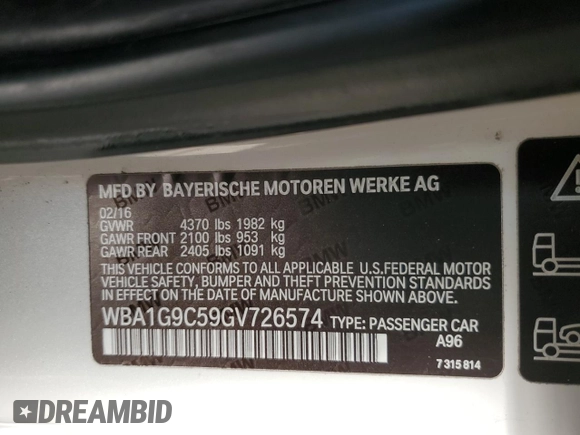 MFD BY BAYERISCHE MOTOREN WERKE AG
02/16
GVWR 4370 lbs 1982 kg
GAWR FRONT 2100 lbs 953 kg
GAWR REAR 2405 lbs 1091 kg
THIS VEHICLE CONFORMS TO ALL APPLICABLE U.S.FEDERAL MOTOR
VEHICLE SAFETY, BUMPER AND THEFT PREVENTION STANDARDS
IN EFFECT ON THE DATE OF MANUFACTURE SHOWN ABOVE.
WBA1G9C59GV726574 TYPE: PASSENGER CAR
A96
7 315 814
DREAMBID